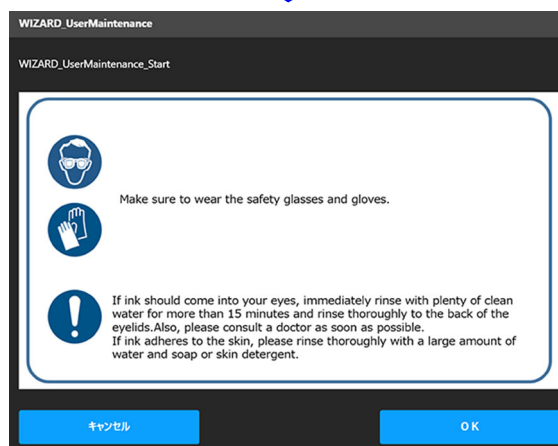 WIZARD_UserMaintenance
WIZARD_UserMaintenance_Start
Make sure to wear the safety glasses and gloves.
If ink should come into your eyes, immediately rinse with plenty of clean
water for more than 15 minutes and rinse thoroughly to the back of the
eyelids.Also, please consult a doctor as soon as possible.
If ink adheres to the skin, please rinse thoroughly with a large amount of
water and soap or skin detergent.
キャンセル
OK